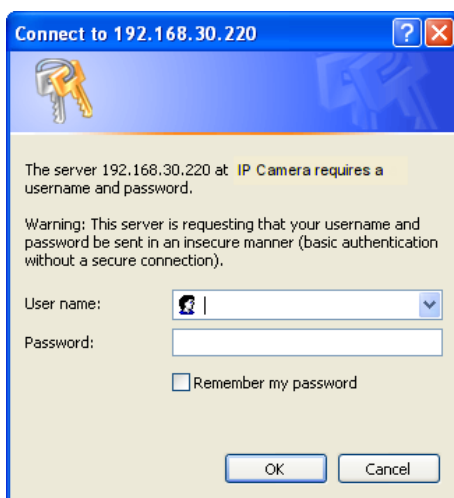 Connect to 192.168.30.220
The server 192.168.30.220 at IP Camera requires a
username and password.
Warning: This server is requesting that your username and
password be sent in an insecure manner (basic authentication
without a secure connection).
User name:
Password:
Remember my password
OK
Cancel